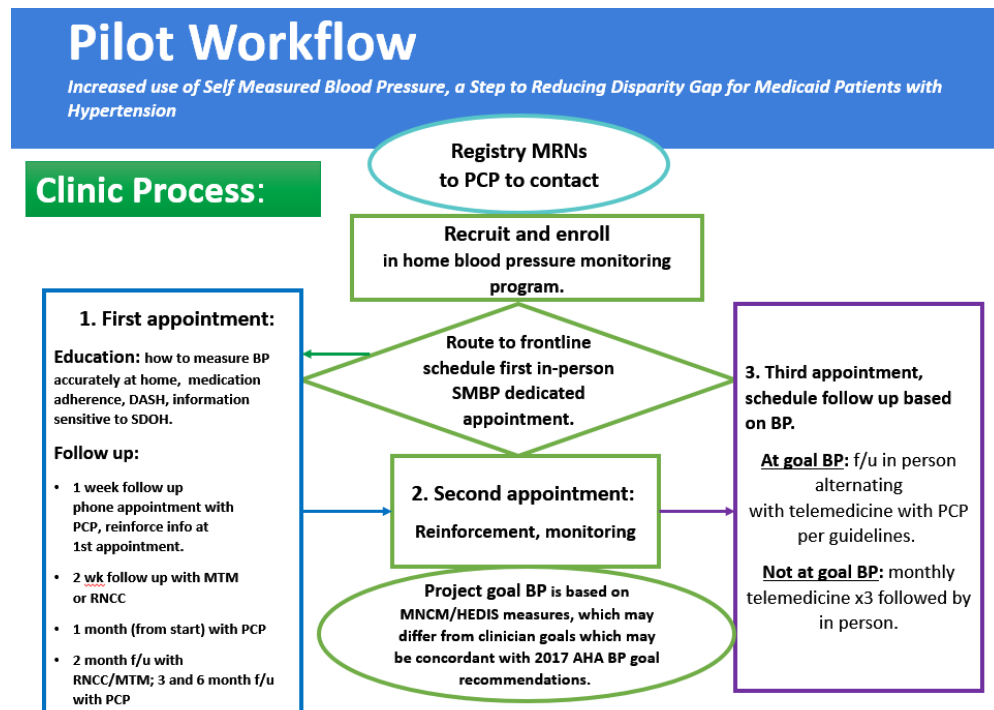 Pilot Workflow
Increased use of Self Measured Blood Pressure, a Step to Reducing Disparity Gap for Medicaid Patients with
Hypertension
Registry MRNs
to PCP to contact
Clinic Process:
Recruit and enroll
in home blood pressure monitoring
program.
Route to frontline
schedule first in-person
SMBP dedicated
appointment.
1. First appointment:
Education: how to measure BP
accurately at home, medication
adherence, DASH, information
sensitive to SDOH.
Follow up:
• 1 week follow up
phone appointment with
PCP, reinforce info at
1st appointment.
• 2 wk follow up with MTM
or RNCC
• 1 month (from start) with PCP
• 2 month f/u with
RNCC/MTM; 3 and 6 month f/u
with PCP
2. Second appointment:
Reinforcement, monitoring
Project goal BP is based on
MNCM/HEDIS measures, which may
differ from clinician goals which may
be concordant with 2017 AHA BP goal
recommendations.
3. Third appointment,
schedule follow up based
on BP.
At goal BP: f/u in person
alternating
with telemedicine with PCP
per guidelines.
Not at goal BP: monthly
telemedicine x3 followed by
in person.